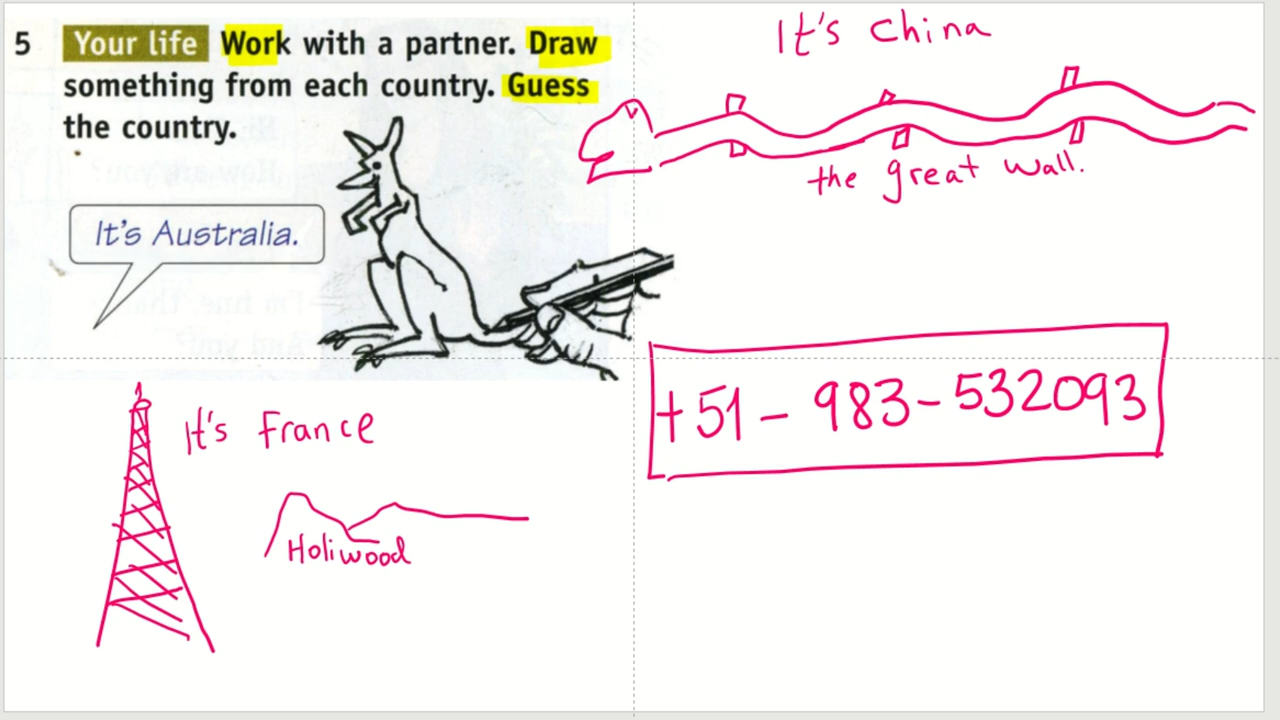 5 Your life Work with a partner. Draw
something from each country. Guess
the country.
It's Australia.
It's China
the great wall.
+51-983-532093
It's France
Holiwood